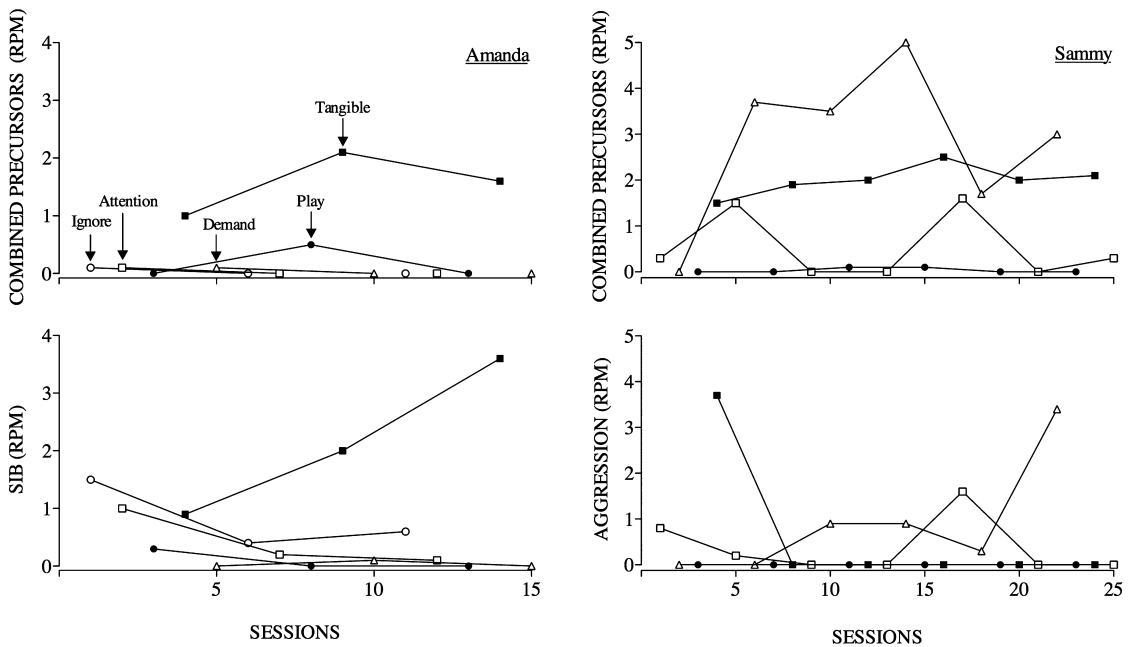 Amanda
COMBINED PRECURSORS (RPM)
4
3
2
1
0
Tangible
Attention
Ignore
Demand
Play
Sammy
COMBINED PRECURSORS (RPM)
5
4
3
2
1
0
SIB (RPM)
4
3
2
1
0
5 10 15
SESSIONS
AGGRESSION (RPM)
5
4
3
2
1
0
5 10 15 20 25
SESSIONS